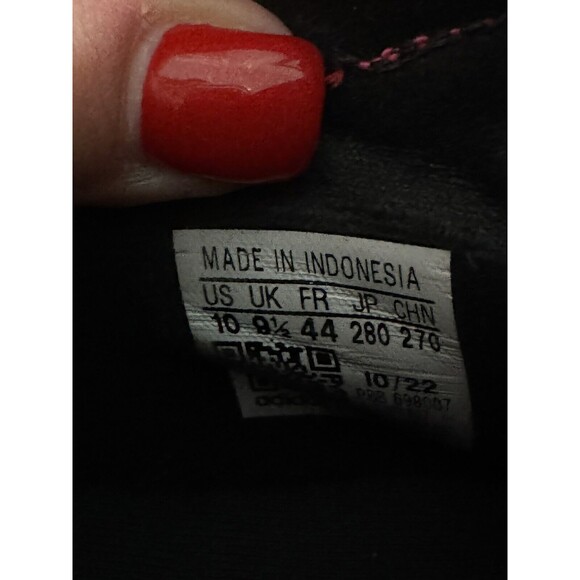 MADE IN INDONESIA
US UK FR JP CHN
10 9½ 44 280 270
10/22